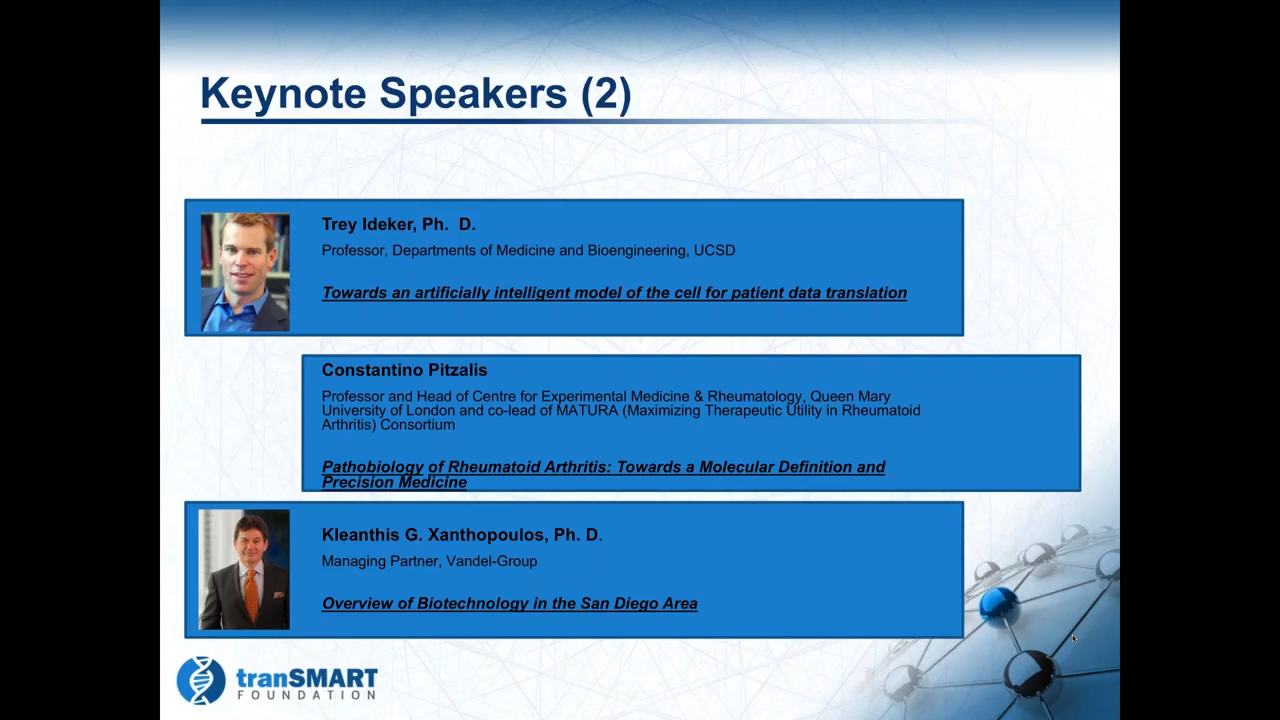 Keynote Speakers (2)
Trey Ideker, Ph.  D.
Professor, Departments of Medicine and Bioengineering, UCSD
Towards an artificially intelligent model of the cell for patient data translation
Constantino Pitzalis
Professor and Head of Centre for Experimental Medicine & Rheumatology, Queen Mary
University of London and co-lead of MATURA (Maximizing Therapeutic Utility in Rheumatoid
Arthritis) Consortium
Pathobiology of Rheumatoid Arthritis: Towards a Molecular Definition and
Precision Medicine
Kleanthis G. Xanthopoulos, Ph. D.
Managing Partner, Vandel-Group
Overview of Biotechnology in the San Diego Area
tranSMART
FOUNDATION